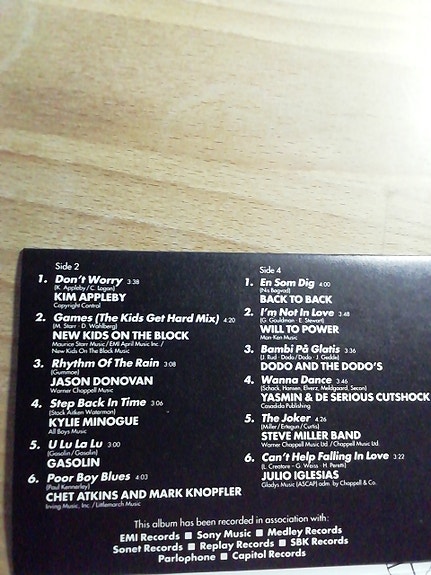 Side 2
1. Don't Worry 3:38
(K. Appleby / C. Logan)
KIM APPLEBY
Copyright Control
2. Games (The Kids Get Hard Mix) 4:20
(M. Starr · D. Wahlberg)
NEW KIDS ON THE BLOCK
Maurice Starr Music / EMI April Music Inc. /
New Kids On The Block Music
3. Rhythm Of The Rain 3:08
(Gummoe)
JASON DONOVAN
Warner Chappell Music
4. Step Back In Time 3:06
(Stock Aitken Waterman)
KYLIE MINOGUE
All Boys Music
5. U Lu La Lu 3:00
(Gasolin / Gasolin)
GASOLIN
6. Poor Boy Blues 4:03
(Paul Kennerley)
CHET ATKINS AND MARK KNOPFLER
Irving Music, Inc. / Littlemarch Music
Side 4
1. En Som Dig 4:00
(Nis Bøgvad)
BACK TO BACK
2. I'm Not In Love 3:48
(G. Gouldman · E. Stewart)
WILL TO POWER
Man-Ken Music
3. Bambi På Glatis 3:36
(J. Rud · Dodo / Dodo · J. Gedde)
DODO AND THE DODO'S
4. Wanna Dance 3:46
(Schack, Hansen, Elverz, Meldgaard, Secon)
YASMIN & DE SERIOUS CUTSHOCK
Casadida Publishing
5. The Joker 4:26
(Miller / Ertegun / Curtis)
STEVE MILLER BAND
Warner Chappell Music Ltd / Chappell Music Ltd.
6. Can't Help Falling In Love 3:22
(L. Creatore · G. Weiss · H. Peretti)
JULIO IGLESIAS
Gladys Music (ASCAP) adm. by Chappell & Co.
This album has been recorded in association with:
EMI Records ■ Sony Music ■ Medley Records
Sonet Records ■ Replay Records ■ SBK Records
Parlophone ■ Capitol Records